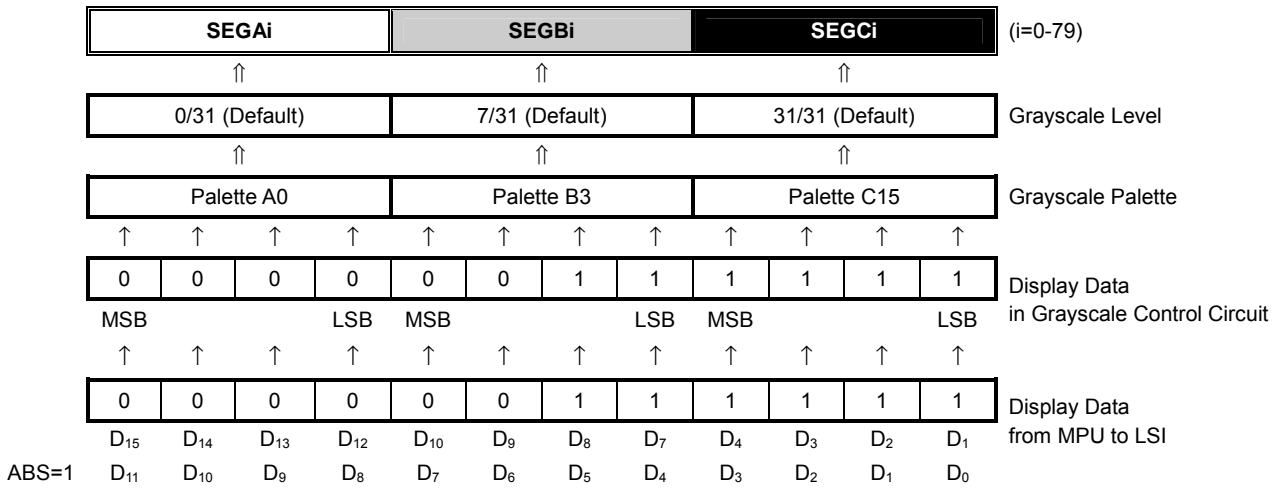 SEGAi SEGBi SEGCi (i=0-79)
⇑ ⇑ ⇑
0/31 (Default) 7/31 (Default) 31/31 (Default) Grayscale Level
⇑ ⇑ ⇑
Palette A0 Palette B3 Palette C15 Grayscale Palette
↑ ↑ ↑ ↑ ↑ ↑ ↑ ↑ ↑ ↑ ↑ ↑
0 0 0 0 0 0 1 1 1 1 1 1 Display Data
MSB LSB MSB LSB MSB LSB in Grayscale Control Circuit
↑ ↑ ↑ ↑ ↑ ↑ ↑ ↑ ↑ ↑ ↑ ↑
0 0 0 0 0 0 1 1 1 1 1 1 Display Data
D₁₅ D₁₄ D₁₃ D₁₂ D₁₀ D₉ D₈ D₇ D₄ D₃ D₂ D₁ from MPU to LSI
ABS=1 D₁₁ D₁₀ D₉ D₈ D₇ D₆ D₅ D₄ D₃ D₂ D₁ D₀